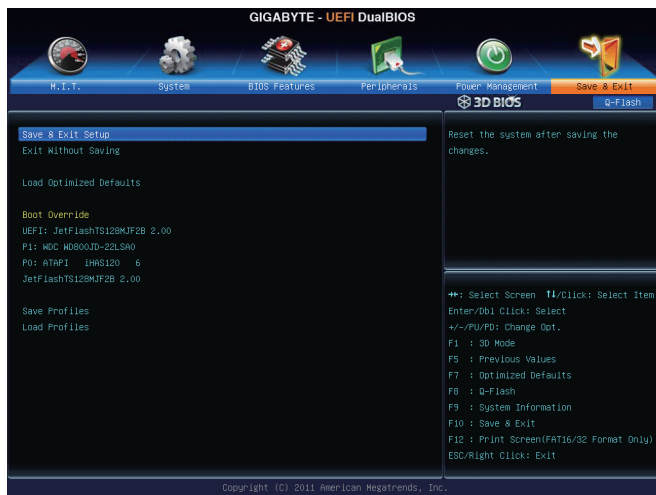 GIGABYTE - UEFI DualBIOS
M.I.T. System BIOS Features Peripherals Power Management Save & Exit
3D BIOS Q-Flash
Save & Exit Setup
Exit Without Saving
Load Optimized Defaults
Boot Override
UEFI: JetFlashTS128MJF2B 2.00
P1: WDC WD800JD-22LSA0
P0: ATAPI iHAS120 6
JetFlashTS128MJF2B 2.00
Save Profiles
Load Profiles
Reset the system after saving the
changes.
→←: Select Screen ↑↓/Click: Select Item
Enter/Dbl Click: Select
+/-/PU/PD: Change Opt.
F1 : 3D Mode
F5 : Previous Values
F7 : Optimized Defaults
F8 : Q-Flash
F9 : System Information
F10 : Save & Exit
F12 : Print Screen(FAT16/32 Format Only)
ESC/Right Click: Exit
Copyright (C) 2011 American Megatrends, Inc.